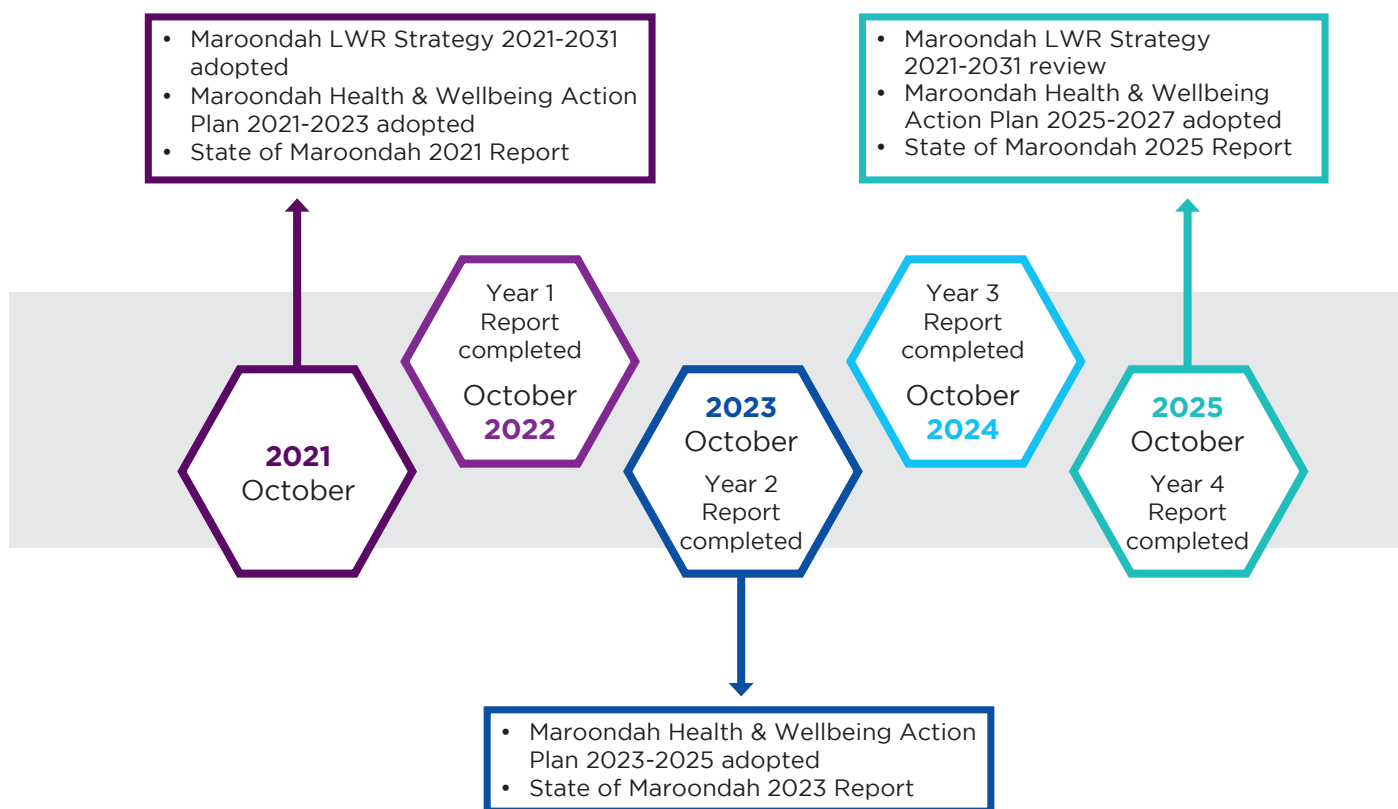 • Maroondah LWR Strategy 2021-2031
adopted
• Maroondah Health & Wellbeing Action
Plan 2021-2023 adopted
• State of Maroondah 2021 Report
• Maroondah LWR Strategy
2021-2031 review
• Maroondah Health & Wellbeing
Action Plan 2025-2027 adopted
• State of Maroondah 2025 Report
2021
October
Year 1
Report
completed
October
2022
2023
October
Year 2
Report
completed
Year 3
Report
completed
October
2024
2025
October
Year 4
Report
completed
• Maroondah Health & Wellbeing Action
Plan 2023-2025 adopted
• State of Maroondah 2023 Report